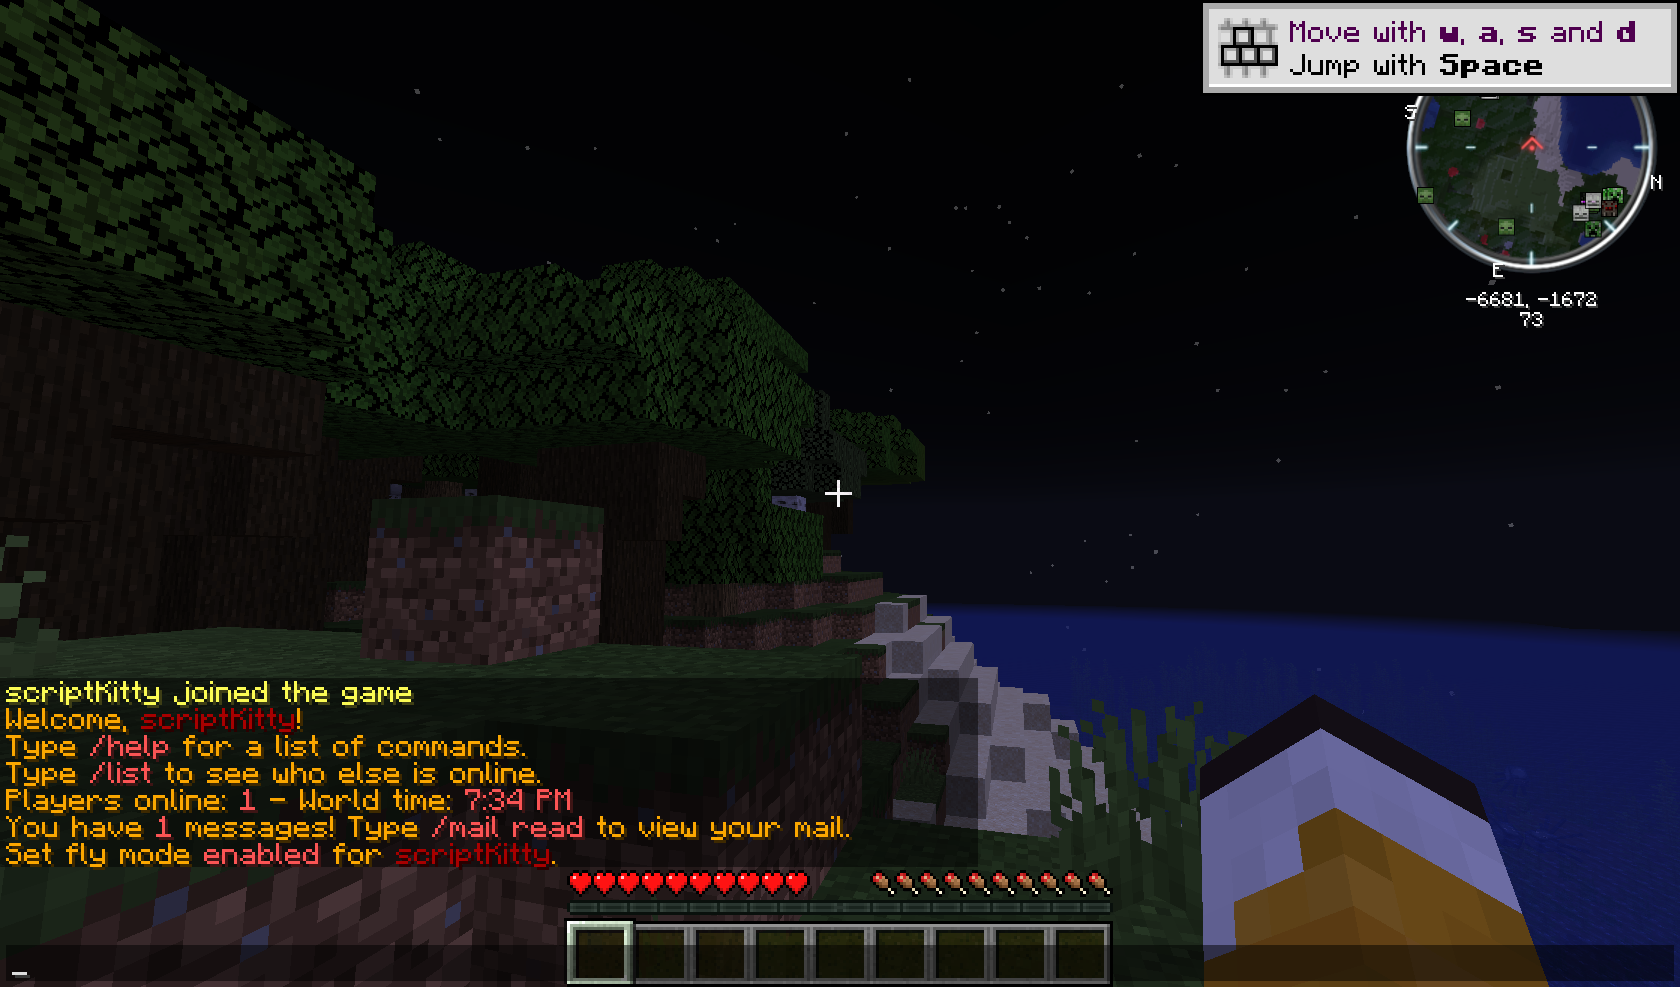 Move with w, a, s and d
Jump with Space
S
N
E
-6681, -1672
73
scriptKitty joined the game
Welcome, scriptKitty!
Type /help for a list of commands.
Type /list to see who else is online.
Players online: 1 - World time: 7:34 PM
You have 1 messages! Type /mail read to view your mail.
Set fly mode enabled for scriptKitty.
_